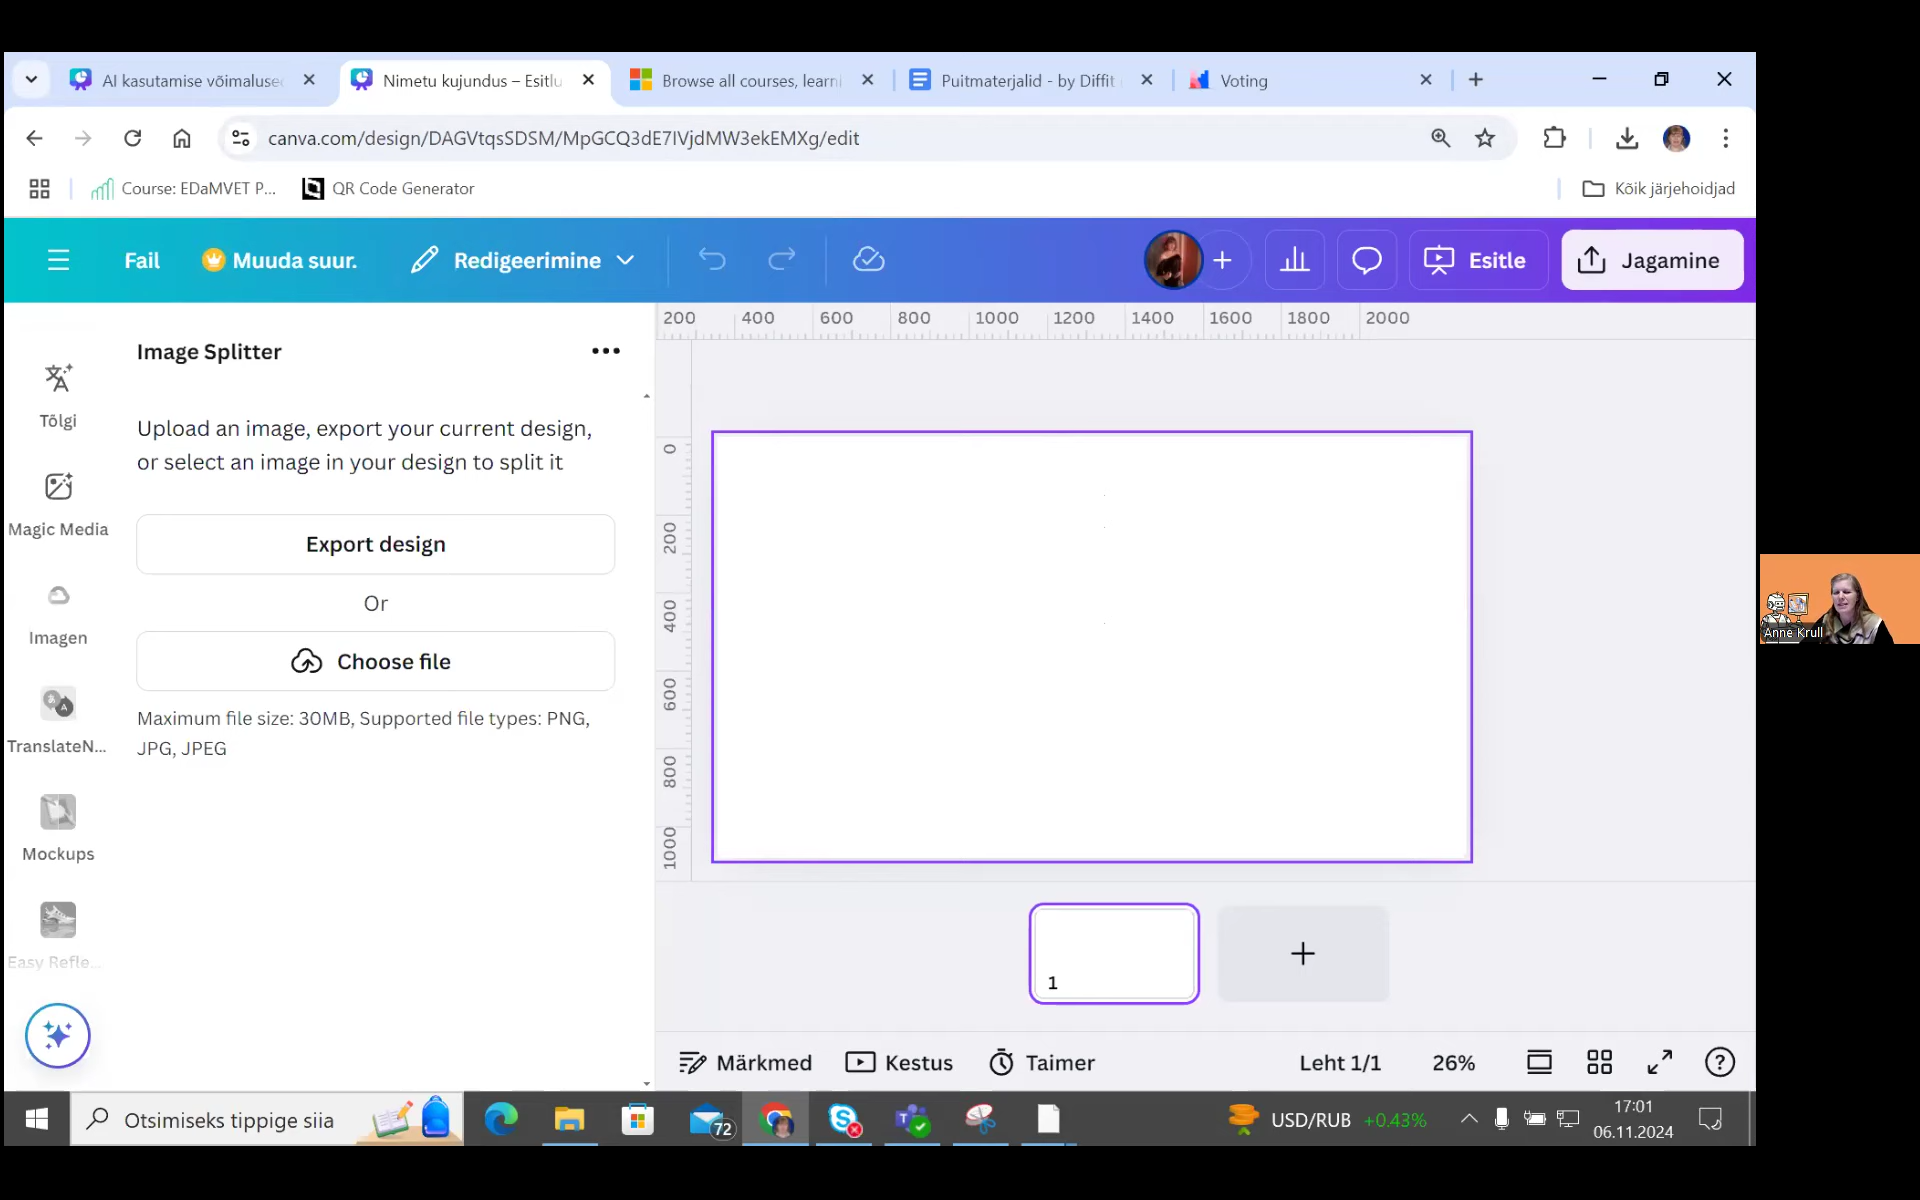 AI kasutamise võimaluse
Nimetu kujundus – Esitlu
Browse all courses, learni
Puitmaterjalid - by Diffit
Voting
canva.com/design/DAGVtqsSDSM/MpGCQ3dE7IVjdMW3ekEMXg/edit
Course: EDaMVET P...
QR Code Generator
Kõik järjehoidjad
Fail
Muuda suur.
Redigeerimine
Esitle
Jagamine
Image Splitter
Upload an image, export your current design,
or select an image in your design to split it
Export design
Or
Choose file
Maximum file size: 30MB, Supported file types: PNG,
JPG, JPEG
Tõlgi
Magic Media
Imagen
TranslateN...
Mockups
Easy Refle...
200 400 600 800 1000 1200 1400 1600 1800 2000
0
200
400
600
800
1000
1
Märkmed
Kestus
Taimer
Leht 1/1
26%
Anne Krull
Otsimiseks tippige siia
72
USD/RUB +0.43%
17:01
06.11.2024